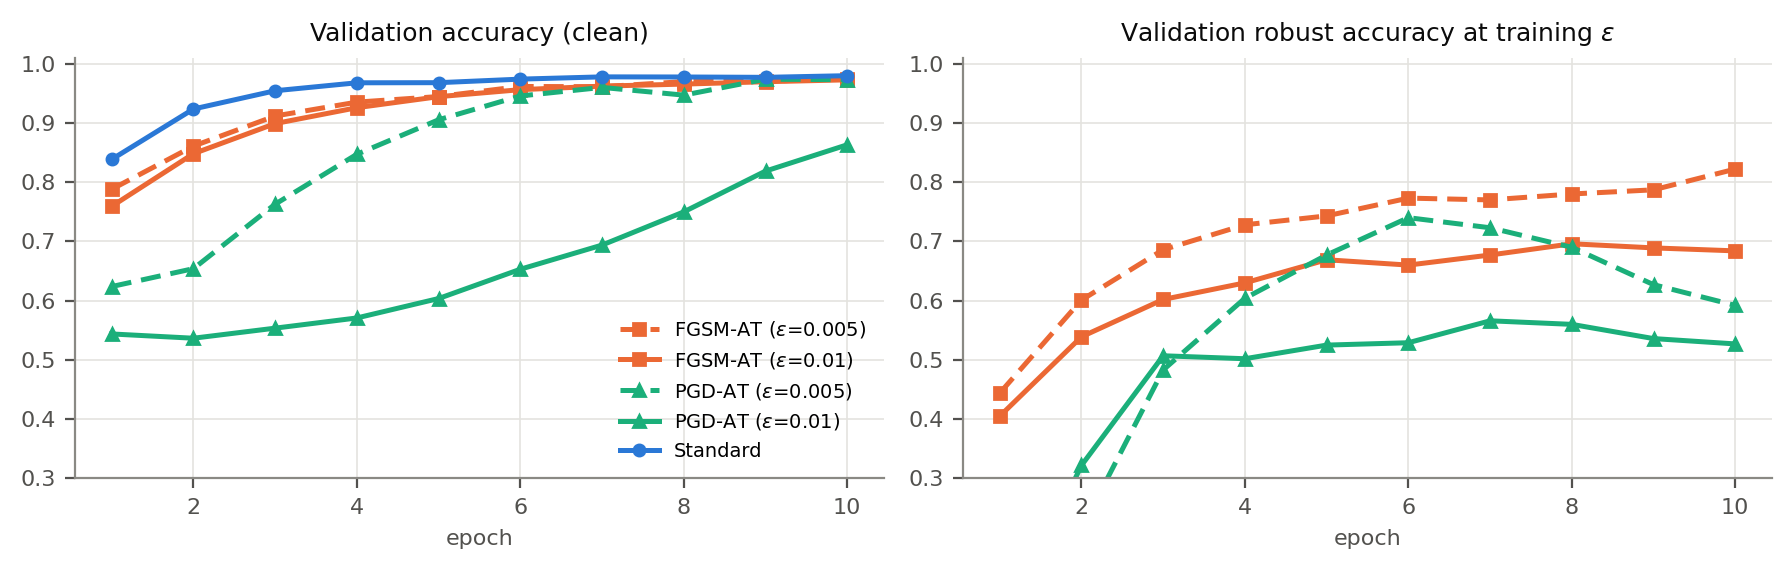 Validation accuracy (clean)
1.0
0.9
0.8
0.7
0.6
0.5
0.4
0.3
2
4
6
8
10
epoch
FGSM-AT (ε=0.005)
FGSM-AT (ε=0.01)
PGD-AT (ε=0.005)
PGD-AT (ε=0.01)
Standard
Validation robust accuracy at training ε
1.0
0.9
0.8
0.7
0.6
0.5
0.4
0.3
2
4
6
8
10
epoch